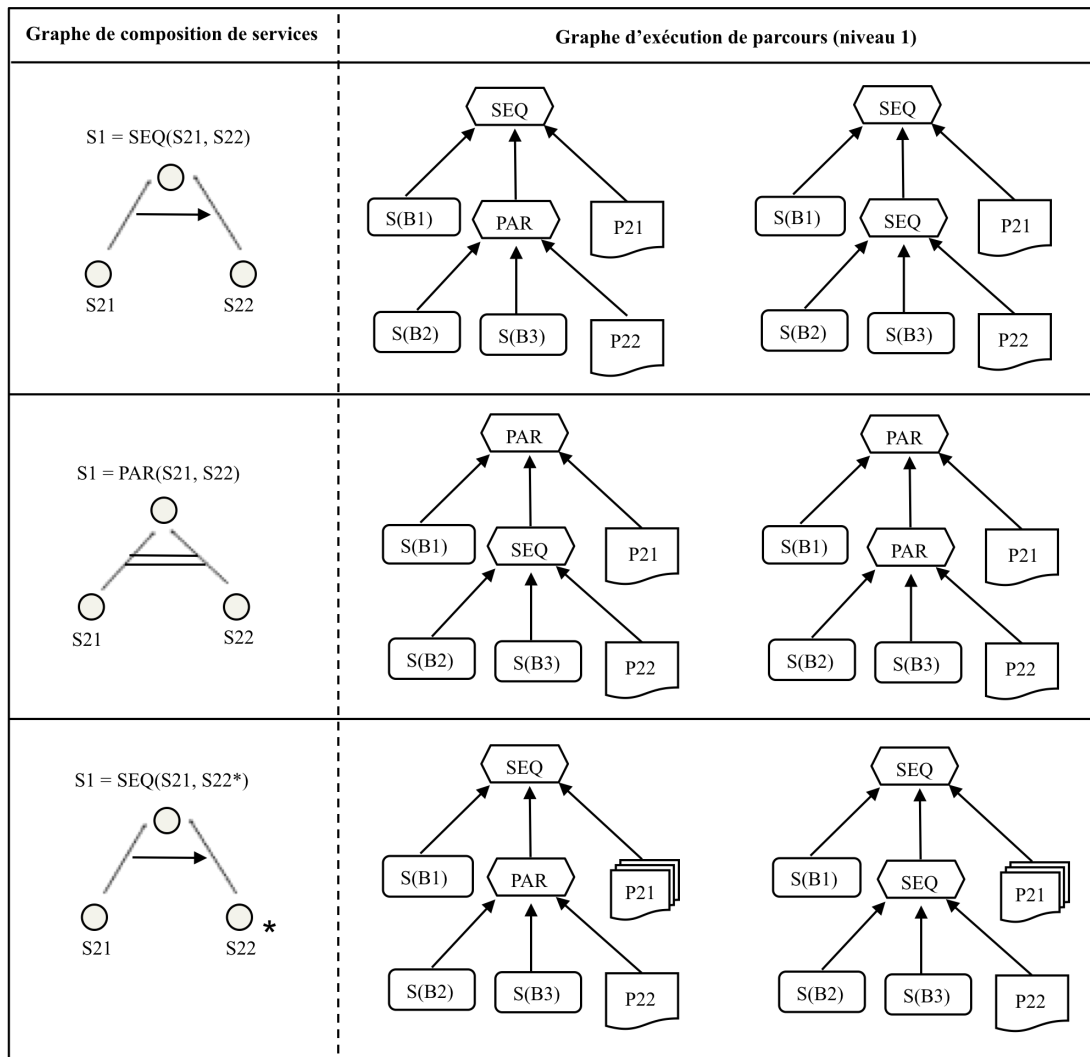 Graphe de composition de services
Graphe d’exécution de parcours (niveau 1)
S1 = SEQ(S21, S22)
S21
S22
SEQ
S(B1)
PAR
P21
S(B2)
S(B3)
P22
SEQ
S(B1)
SEQ
P21
S(B2)
S(B3)
P22
S1 = PAR(S21, S22)
S21
S22
PAR
S(B1)
SEQ
P21
S(B2)
S(B3)
P22
PAR
S(B1)
PAR
P21
S(B2)
S(B3)
P22
S1 = SEQ(S21, S22*)
S21
S22 *
SEQ
S(B1)
PAR
P21
S(B2)
S(B3)
P22
SEQ
S(B1)
SEQ
P21
S(B2)
S(B3)
P22